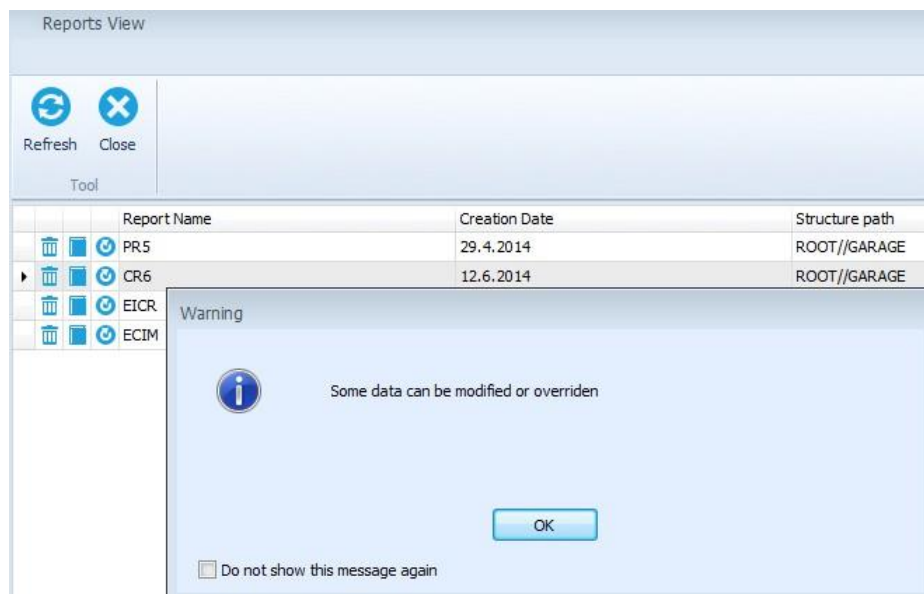 Reports View
Refresh Close
Tool
Report Name Creation Date Structure path
PR5 29.4.2014 ROOT//GARAGE
CR6 12.6.2014 ROOT//GARAGE
EICR
ECIM
Warning
Some data can be modified or overriden
OK
Do not show this message again